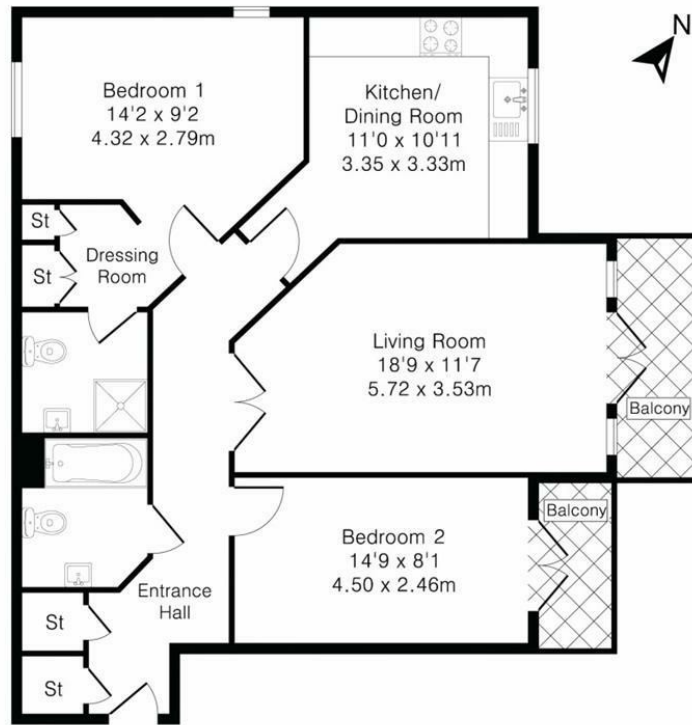 N
Bedroom 1
14'2 x 9'2
4.32 x 2.79m
Kitchen/
Dining Room
11'0 x 10'11
3.35 x 3.33m
St
St
Dressing
Room
Living Room
18'9 x 11'7
5.72 x 3.53m
Balcony
Bedroom 2
14'9 x 8'1
4.50 x 2.46m
Balcony
Entrance
Hall
St
St